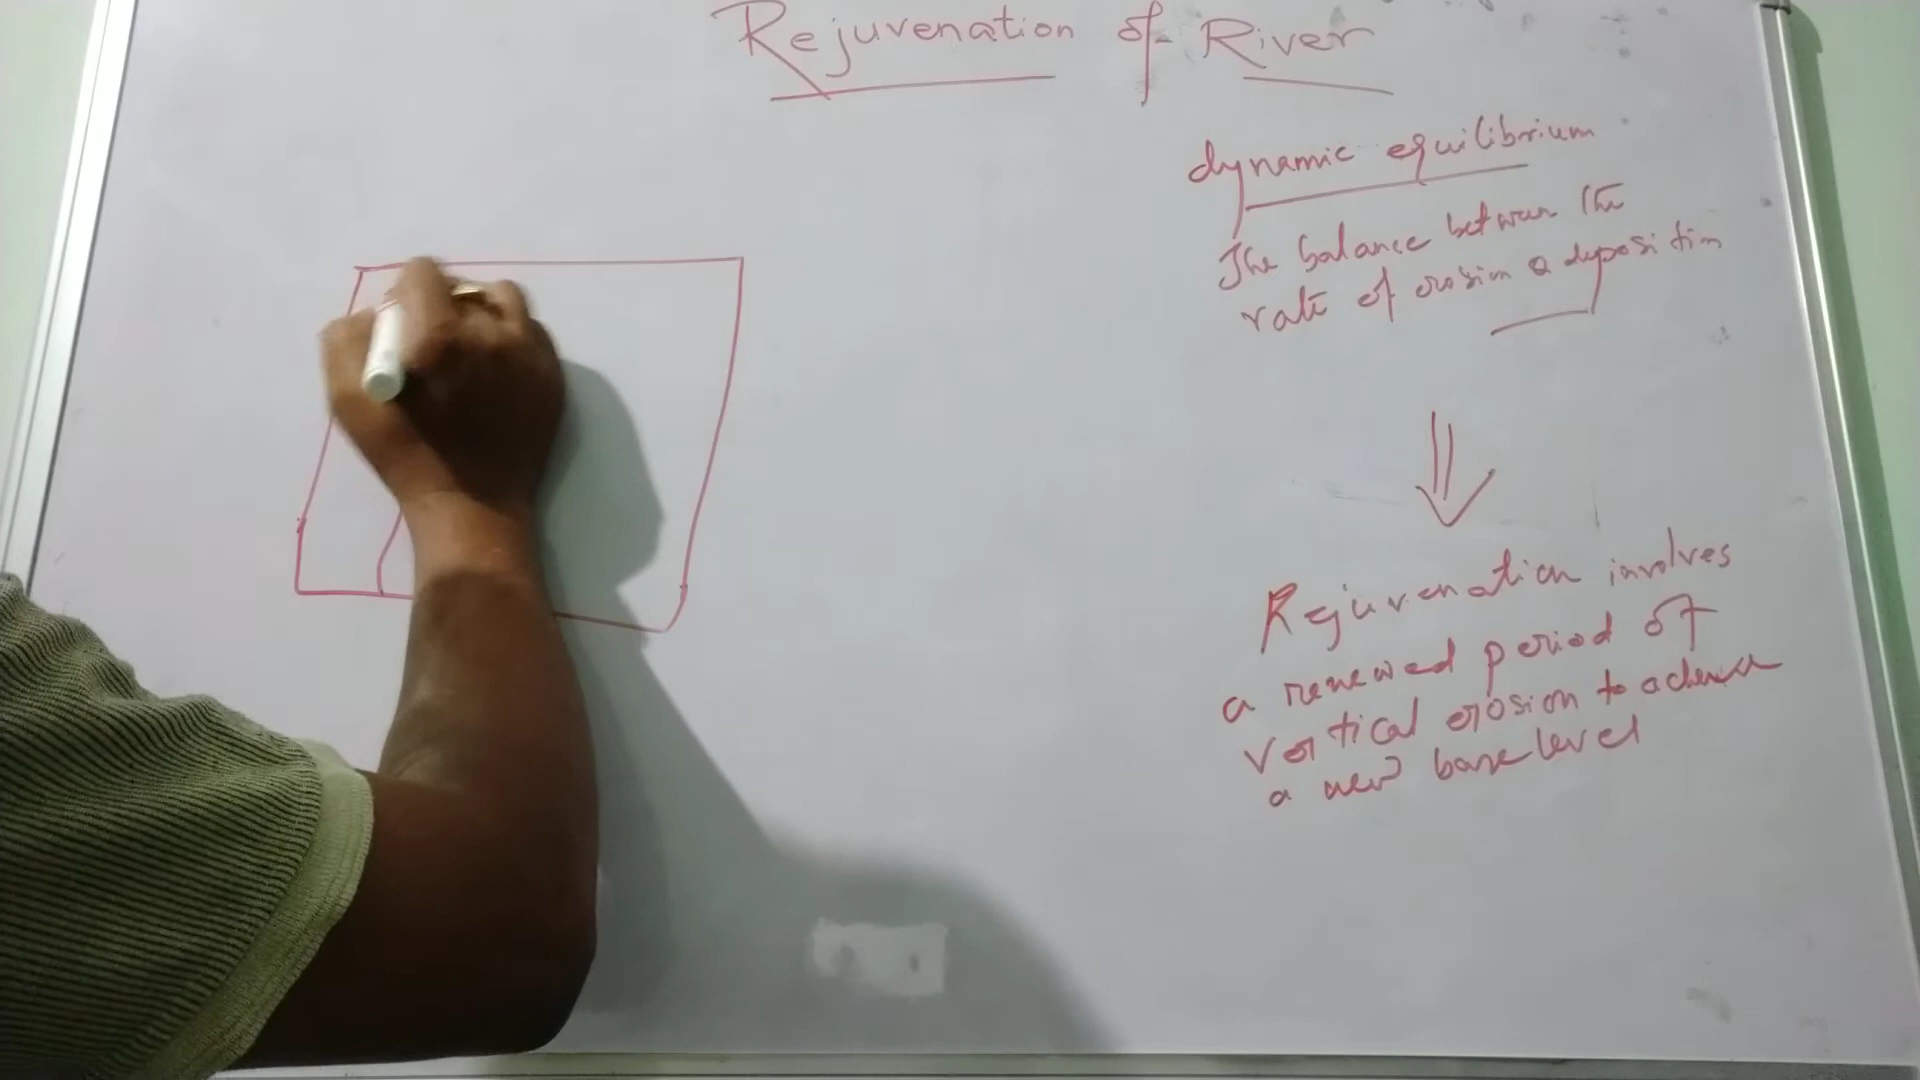 Rejuvenation of River
dynamic equilibrium
The balance between the
rate of erosion & deposition
Rejuvenation involves
a renewed period of
vertical erosion to achieve
a new base level